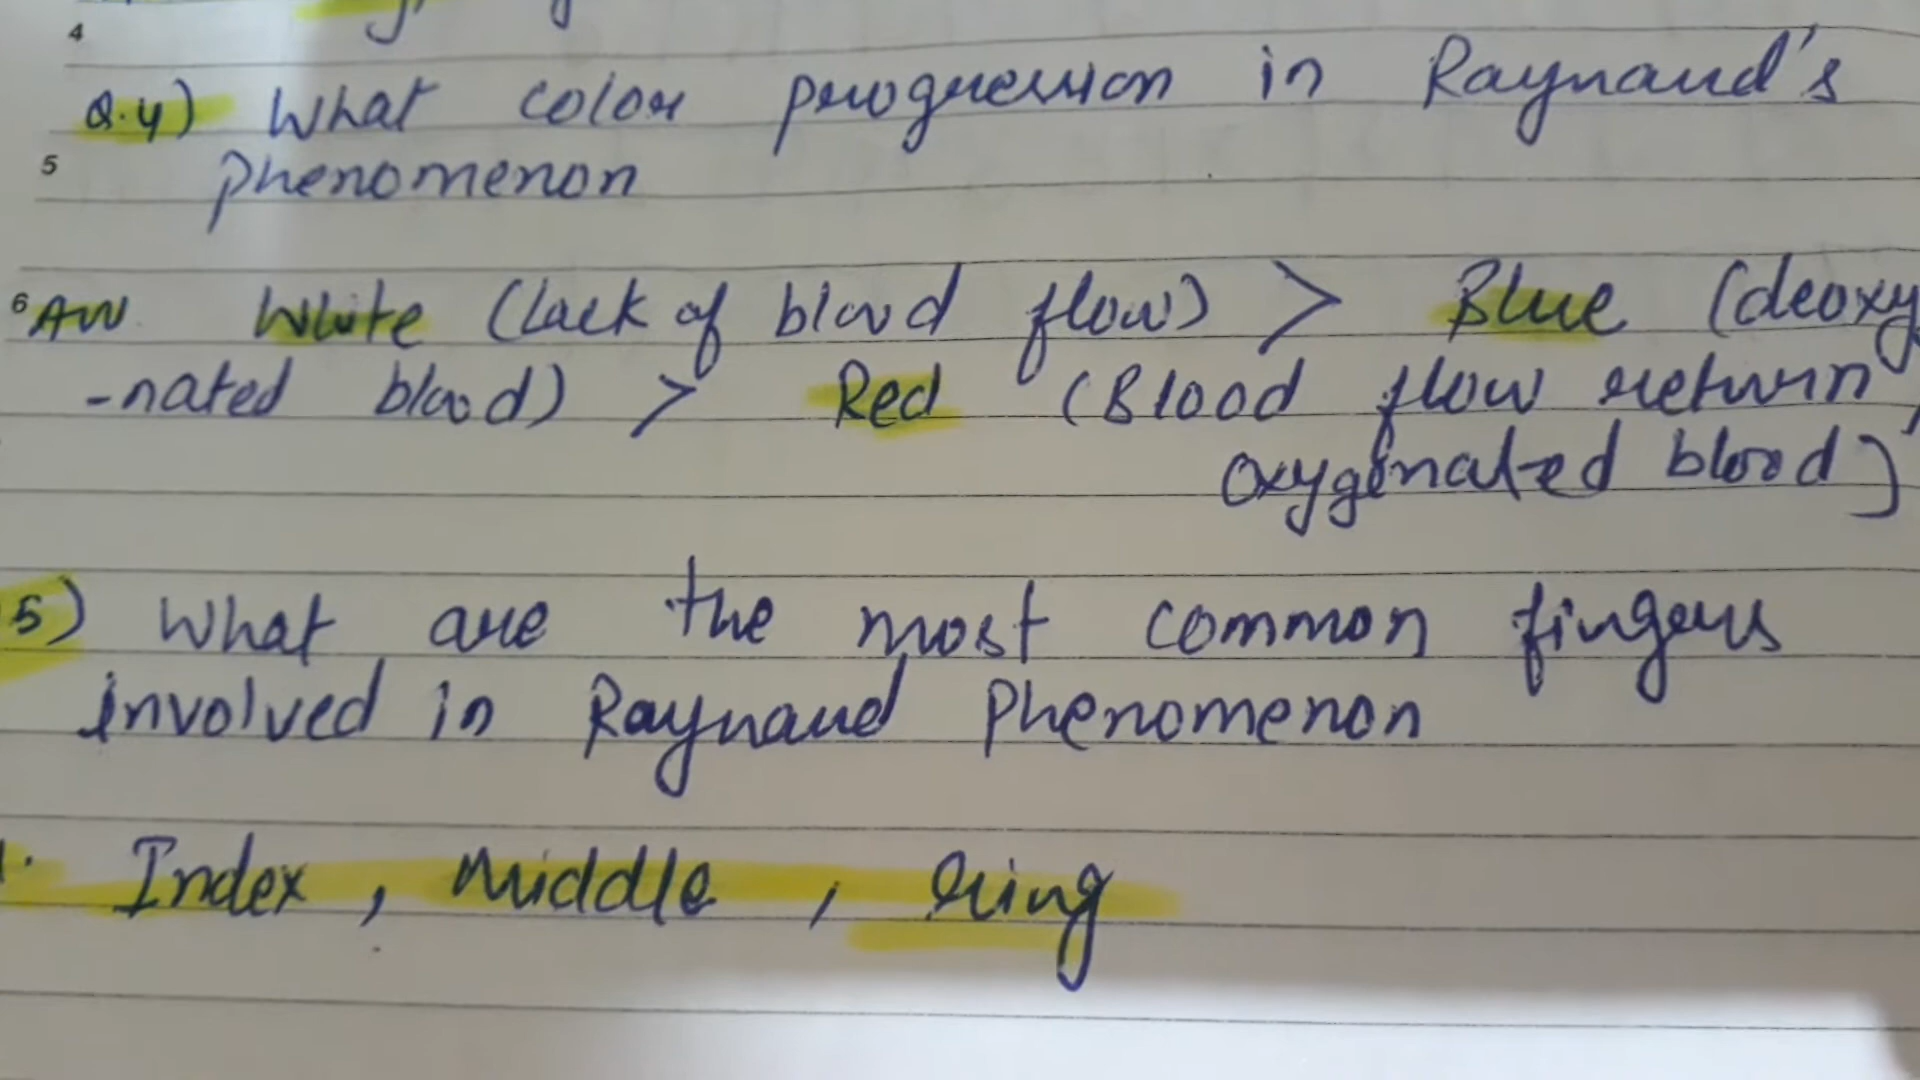 4
Q.4) What color progression in Raynaud's
5
phenomenon
6
White (lack of blood flow) > Blue (deoxy
-nated blood) > Red (Blood flow return,
oxygenated blood)
5) What are the most common fingers
involved in Raynaud Phenomenon
Index, Middle, ring